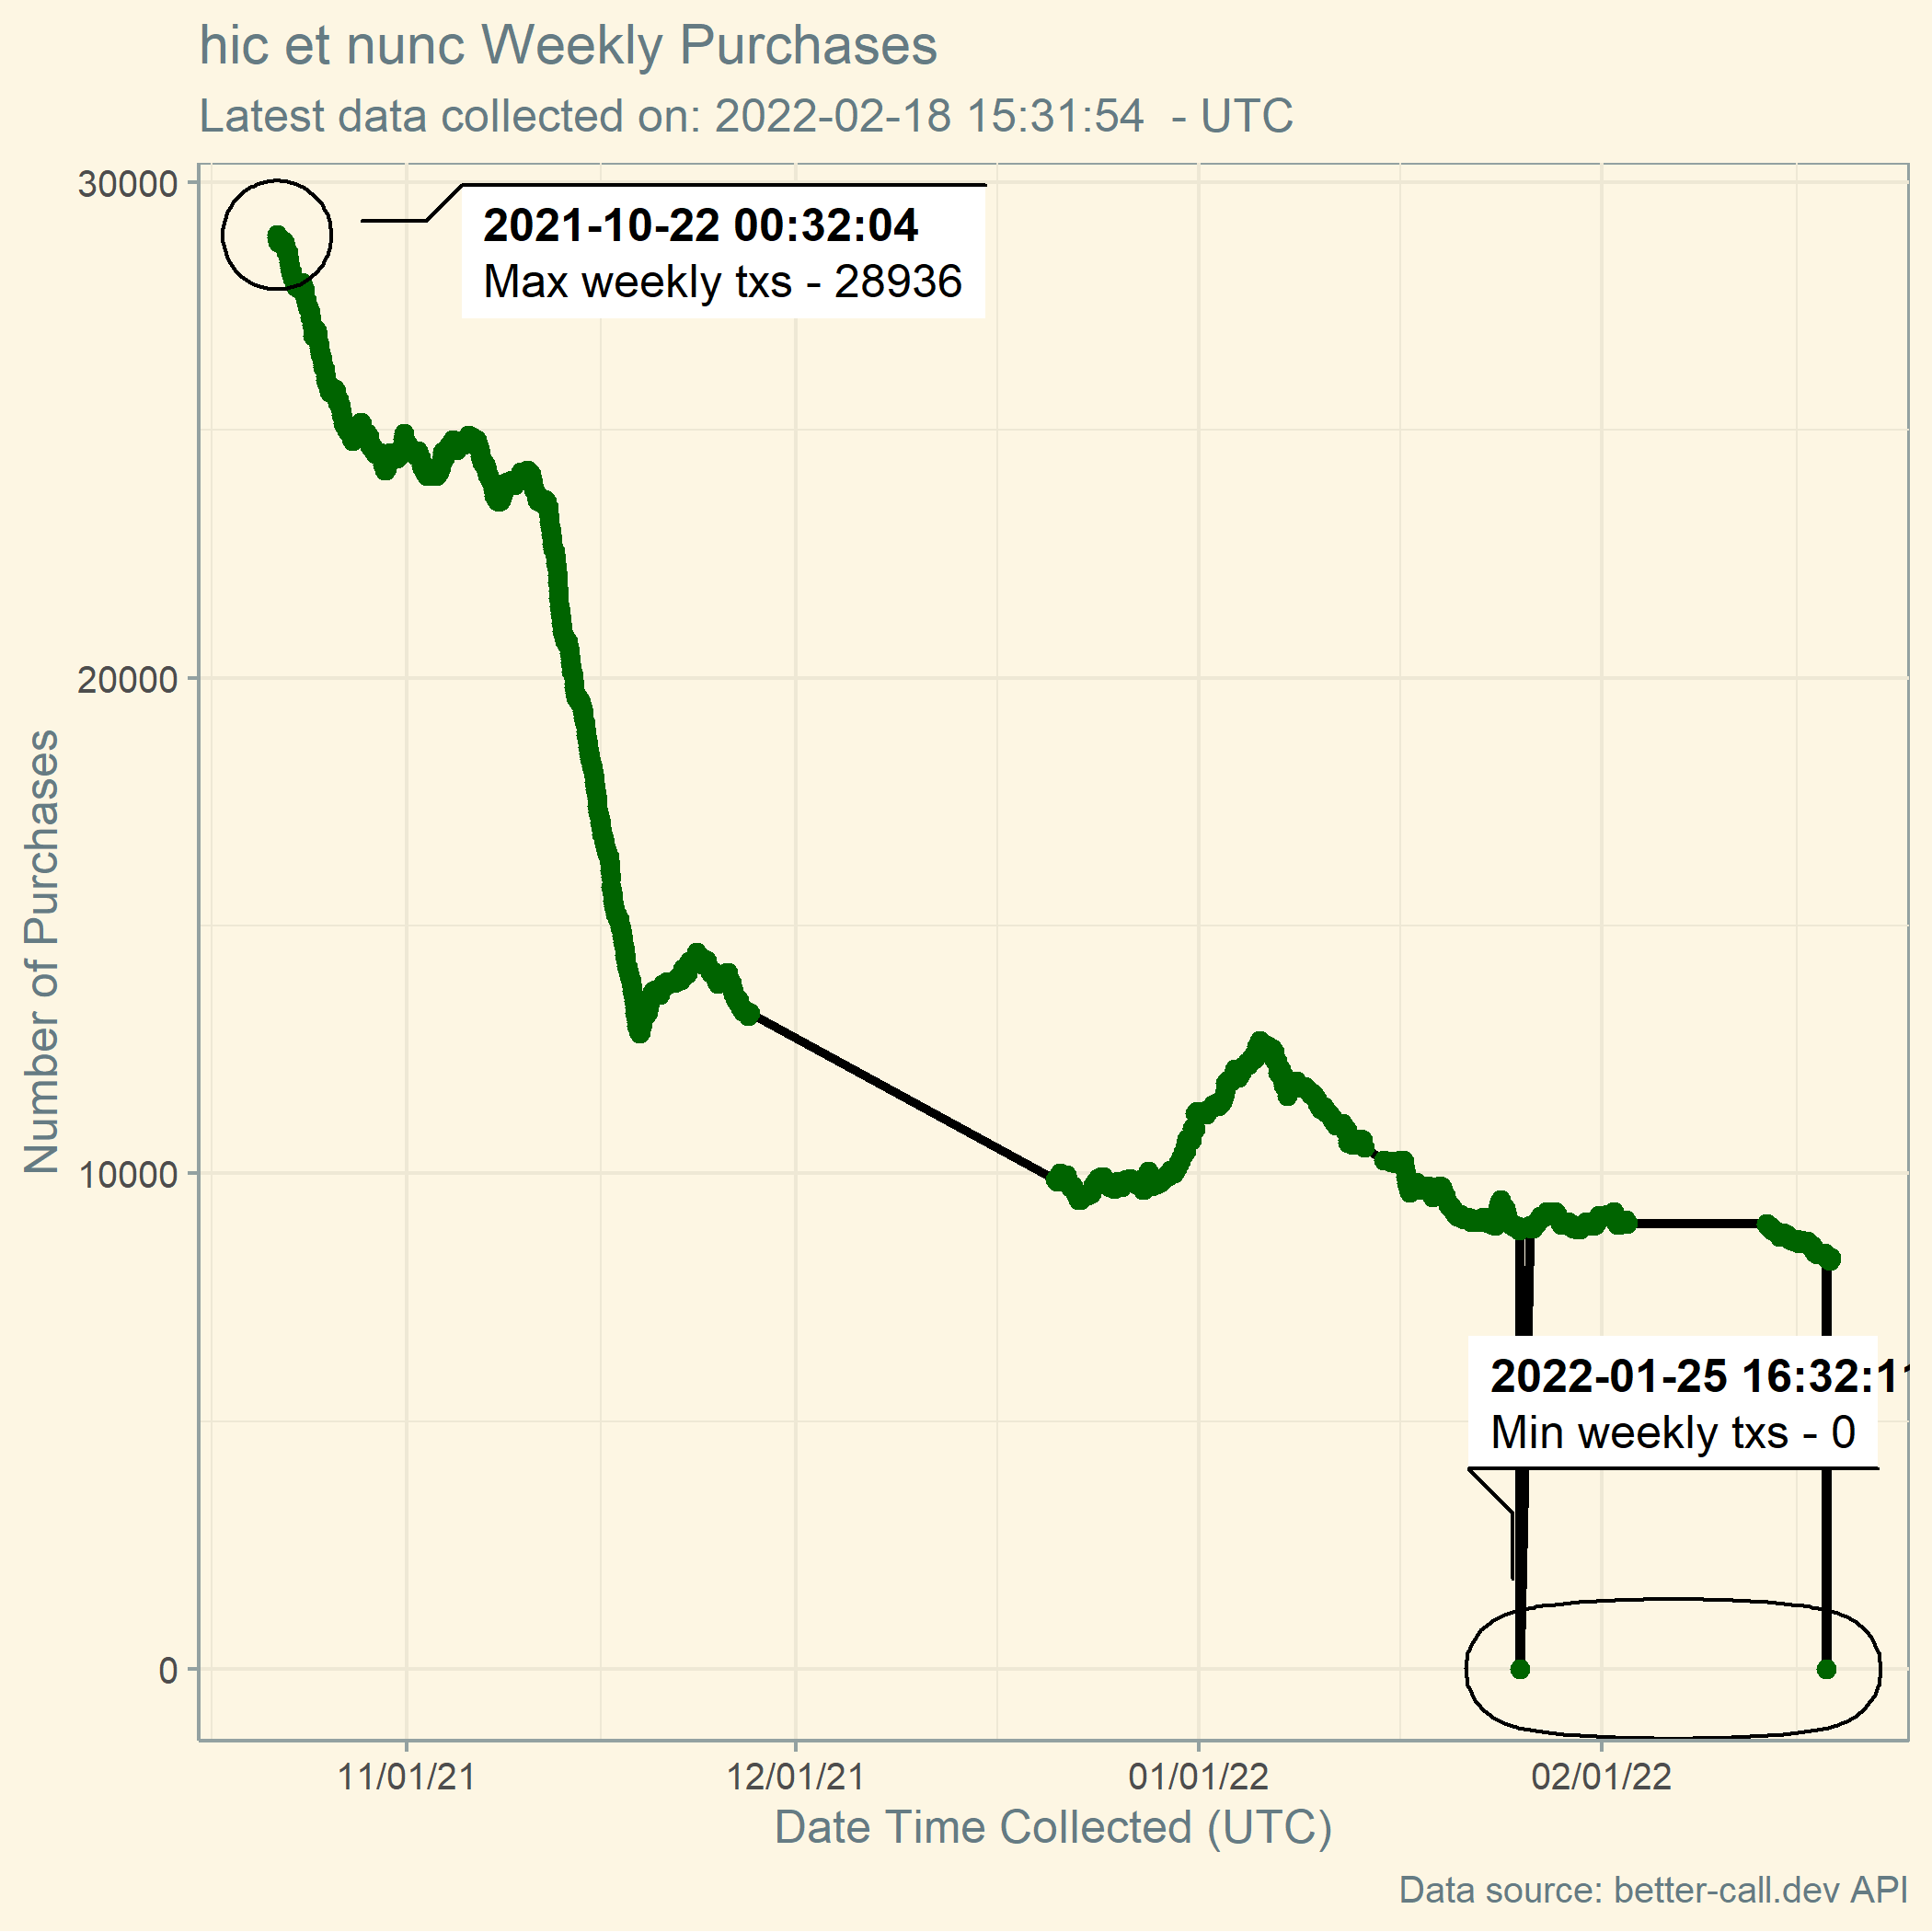 hic et nunc Weekly Purchases
Latest data collected on: 2022-02-18 15:31:54 - UTC
30000
20000
10000
0
Number of Purchases
2021-10-22 00:32:04
Max weekly txs - 28936
2022-01-25 16:32:11
Min weekly txs - 0
11/01/21
12/01/21
01/01/22
02/01/22
Date Time Collected (UTC)
Data source: better-call.dev API